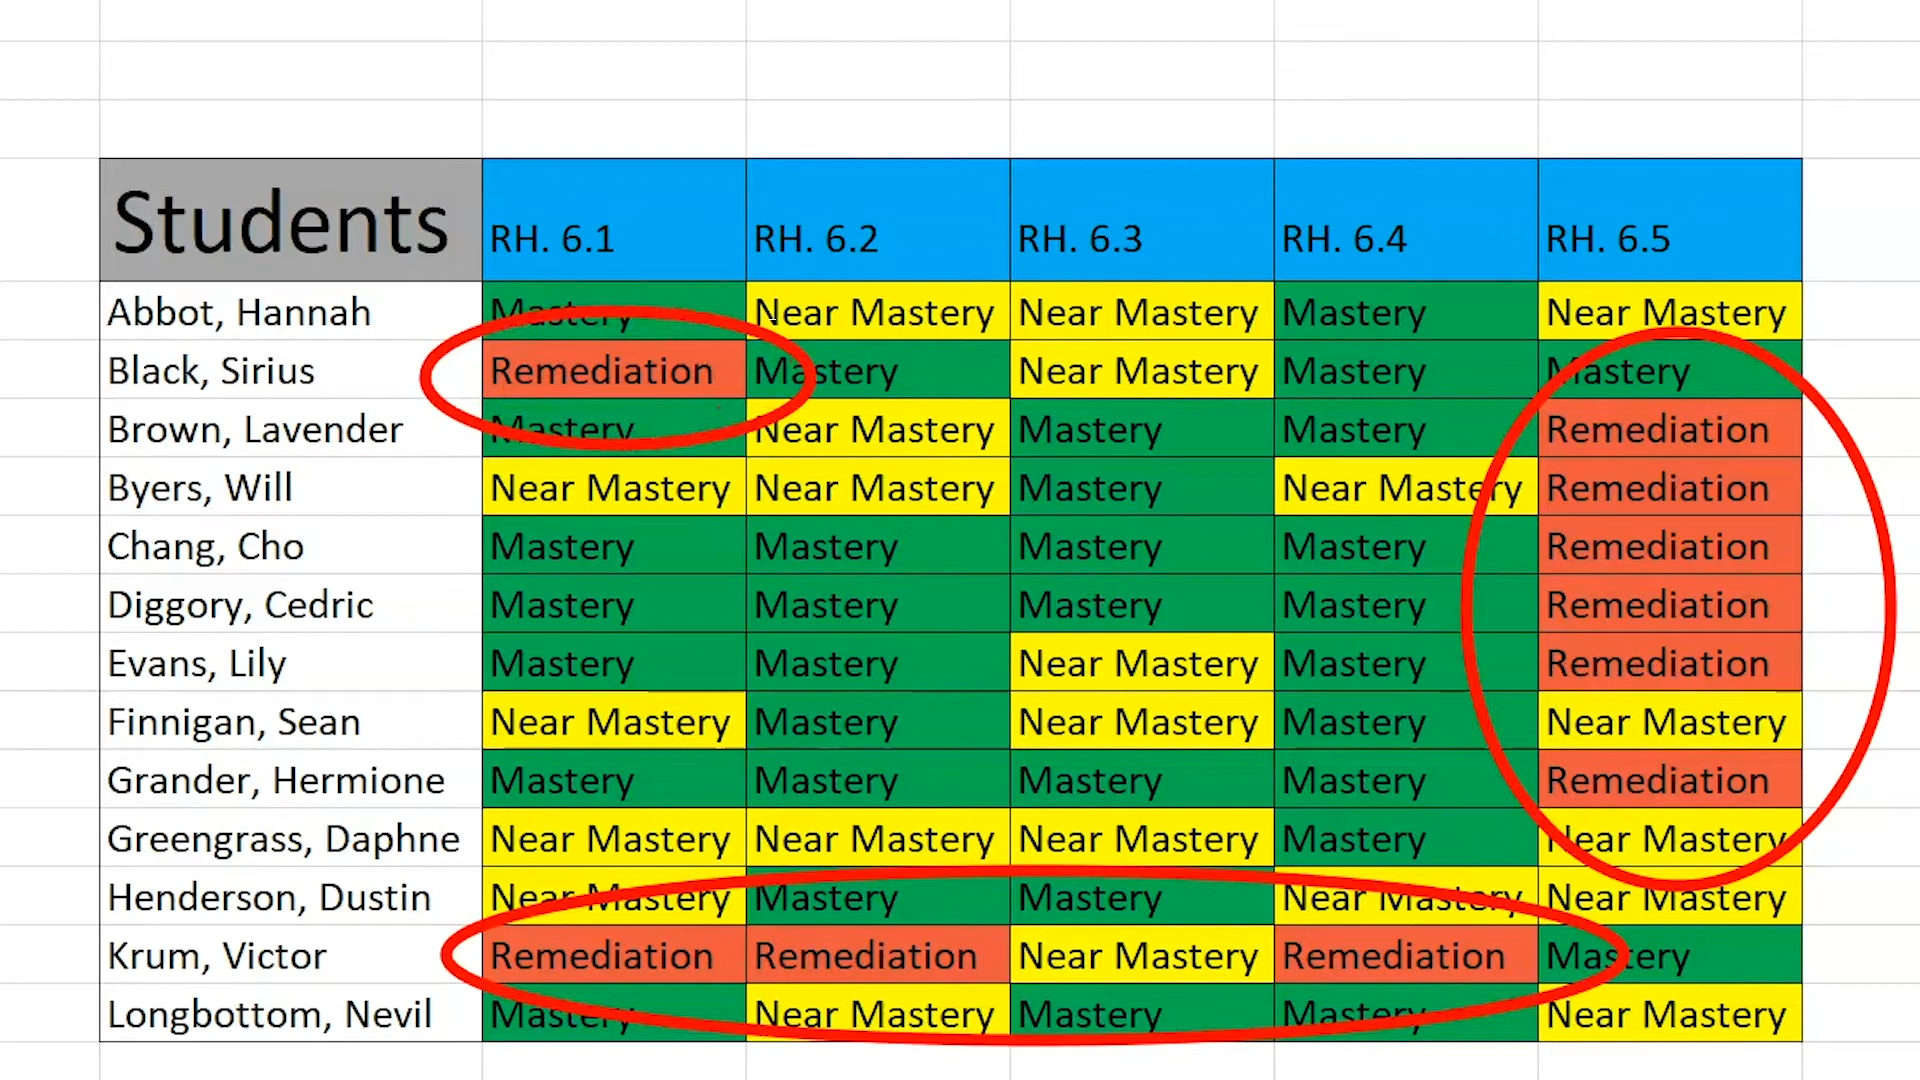 Students RH. 6.1 RH. 6.2 RH. 6.3 RH. 6.4 RH. 6.5
Abbot, Hannah Mastery Near Mastery Near Mastery Mastery Near Mastery
Black, Sirius Remediation Mastery Near Mastery Mastery Mastery
Brown, Lavender Mastery Near Mastery Mastery Mastery Remediation
Byers, Will Near Mastery Near Mastery Mastery Near Mastery Remediation
Chang, Cho Mastery Mastery Mastery Mastery Remediation
Diggory, Cedric Mastery Mastery Mastery Mastery Remediation
Evans, Lily Mastery Mastery Near Mastery Mastery Remediation
Finnigan, Sean Near Mastery Mastery Near Mastery Mastery Near Mastery
Grander, Hermione Mastery Mastery Mastery Mastery Remediation
Greengrass, Daphne Near Mastery Near Mastery Near Mastery Mastery Near Mastery
Henderson, Dustin Near Mastery Mastery Mastery Near Mastery Near Mastery
Krum, Victor Remediation Remediation Near Mastery Remediation Mastery
Longbottom, Nevil Mastery Near Mastery Mastery Mastery Near Mastery